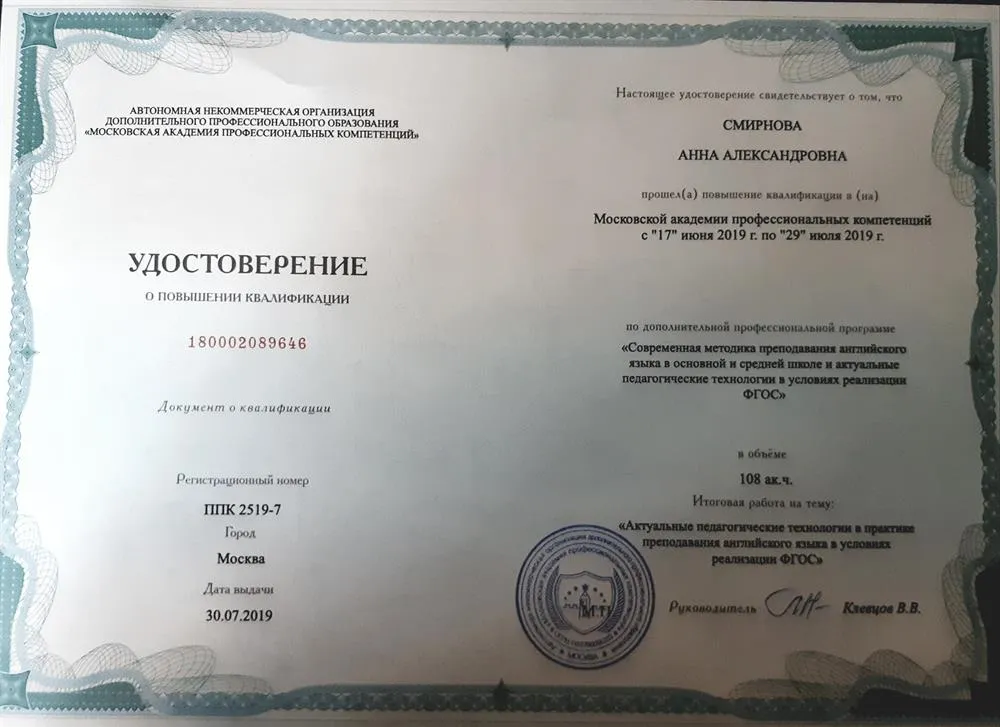 АВТОНОМНАЯ НЕКОММЕРЧЕСКАЯ ОРГАНИЗАЦИЯ
ДОПОЛНИТЕЛЬНОГО ПРОФЕССИОНАЛЬНОГО ОБРАЗОВАНИЯ
«МОСКОВСКАЯ АКАДЕМИЯ ПРОФЕССИОНАЛЬНЫХ КОМПЕТЕНЦИЙ»
УДОСТОВЕРЕНИЕ
О ПОВЫШЕНИИ КВАЛИФИКАЦИИ
180002089646
Документ о квалификации
Регистрационный номер
ППК 2519-7
Город
Москва
Дата выдачи
30.07.2019
Настоящее удостоверение свидетельствует о том, что
СМИРНОВА
АННА АЛЕКСАНДРОВНА
прошел(а) повышение квалификации в (на)
Московской академии профессиональных компетенций
с "17" июня 2019 г. по "29" июля 2019 г.
по дополнительной профессиональной программе
«Современная методика преподавания английского
языка в основной и средней школе и актуальные
педагогические технологии в условиях реализации
ФГОС»
в объёме
108 ак.ч.
Итоговая работа на тему:
«Актуальные педагогические технологии в практике
преподавания английского языка в условиях
реализации ФГОС»
Руководитель Клевцов В.В.